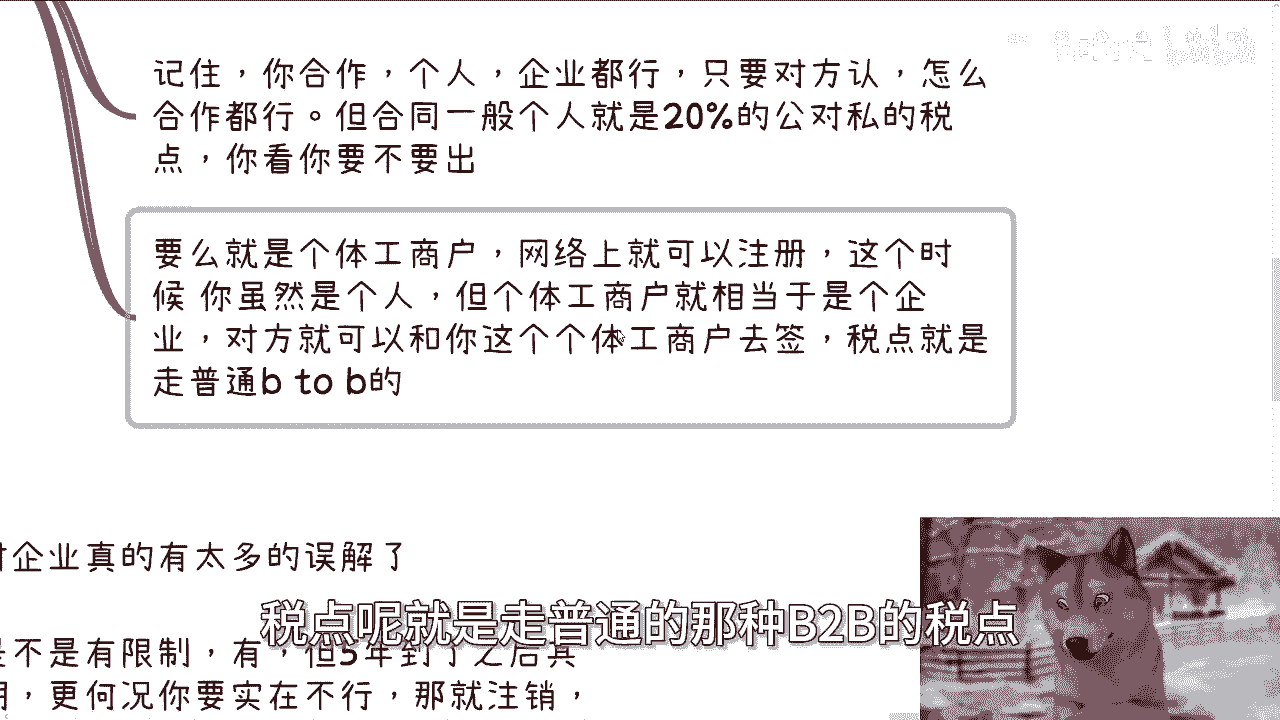 记住，你合作，个人，企业都行，只要对方认，怎么
合作都行。但合同一般个人就是20%的公对私的税
点，你看你要不要出
要么就是个体工商户，网络上就可以注册，这个时
候 你虽然是个人，但个体工商户就相当于是个企
业，对方就可以和你这个个体工商户去签，税点就是
走普通b to b的
企业真的有太多的误解了
税点呢就是走普通的那种B2B的税点
是不是有限制，有，但5年到了之后其
，更何况你要实在不行，那就注销，